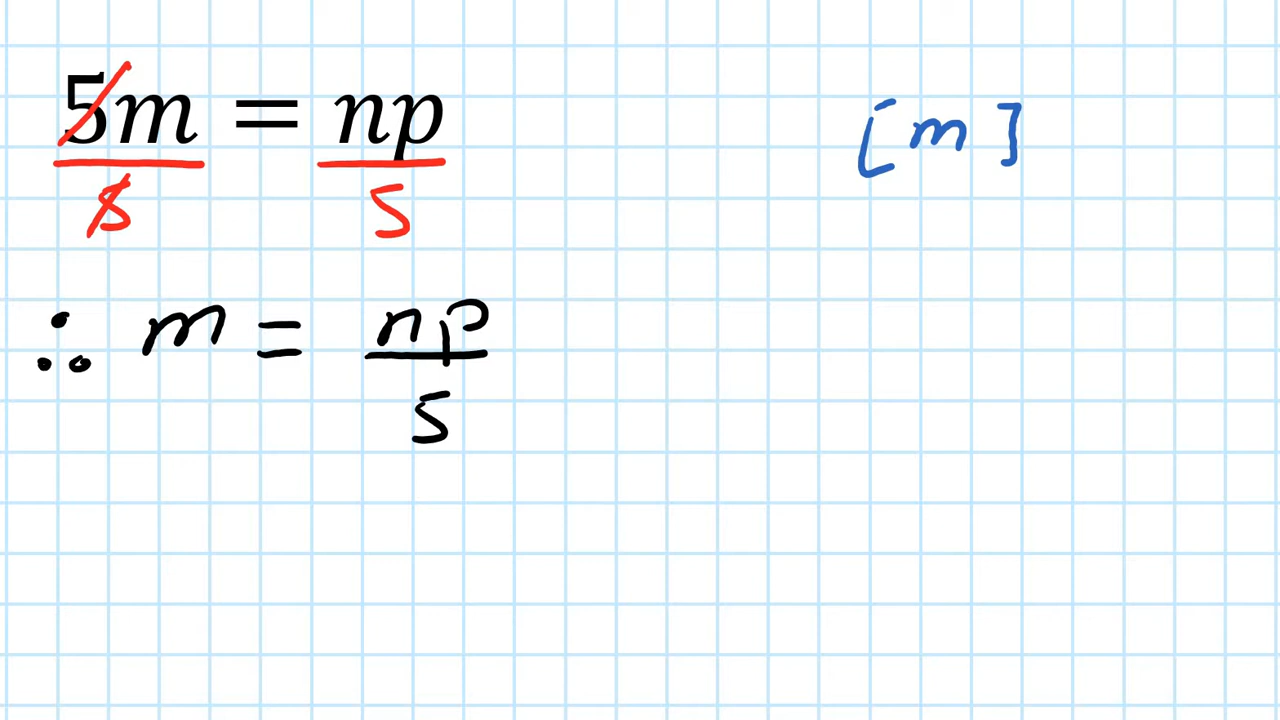 5m = np [m]
5 5
∴ m = np
5